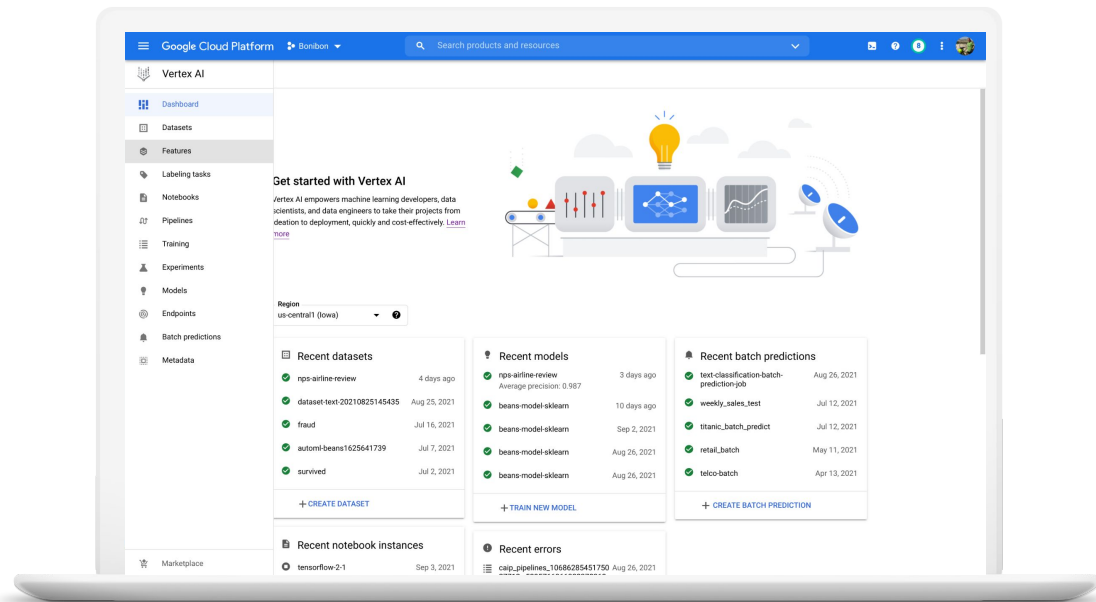 Google Cloud Platform
Bonibon
Search products and resources
8
Vertex AI
Dashboard
Datasets
Features
Labeling tasks
Notebooks
Pipelines
Training
Experiments
Models
Endpoints
Batch predictions
Metadata
Marketplace
Get started with Vertex AI
Vertex AI empowers machine learning developers, data
scientists, and data engineers to take their projects from
ideation to deployment, quickly and cost-effectively. Learn
more
Region
us-central1 (Iowa)
Recent datasets
nps-airline-review 4 days ago
dataset-text-20210825145435 Aug 25, 2021
fraud Jul 16, 2021
automl-beans1625641739 Jul 7, 2021
survived Jul 2, 2021
+ CREATE DATASET
Recent models
nps-airline-review 3 days ago
Average precision: 0.987
beans-model-sklearn 10 days ago
beans-model-sklearn Sep 2, 2021
beans-model-sklearn Aug 26, 2021
beans-model-sklearn Aug 26, 2021
+ TRAIN NEW MODEL
Recent batch predictions
text-classification-batch- Aug 26, 2021
prediction-job
weekly_sales_test Jul 12, 2021
titanic_batch_predict Jul 12, 2021
retail_batch May 11, 2021
telco-batch Apr 13, 2021
+ CREATE BATCH PREDICTION
Recent notebook instances
tensorflow-2-1 Sep 3, 2021
Recent errors
caip_pipelines_10686285451750 Aug 26, 2021